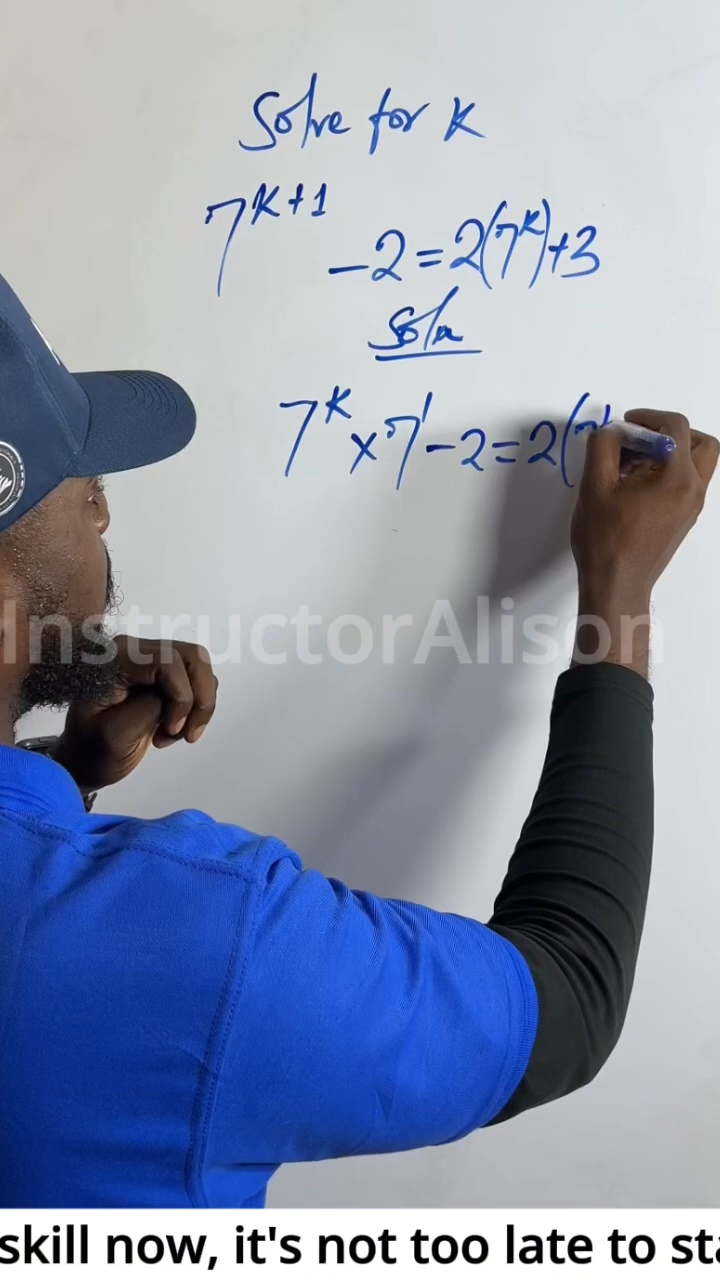 Solve for K
7^{K+1} - 2 = 2(7^K) + 3
Soln
7^K × 7^1 - 2 = 2(7
InstructorAlison
skill now, it's not too late to sta